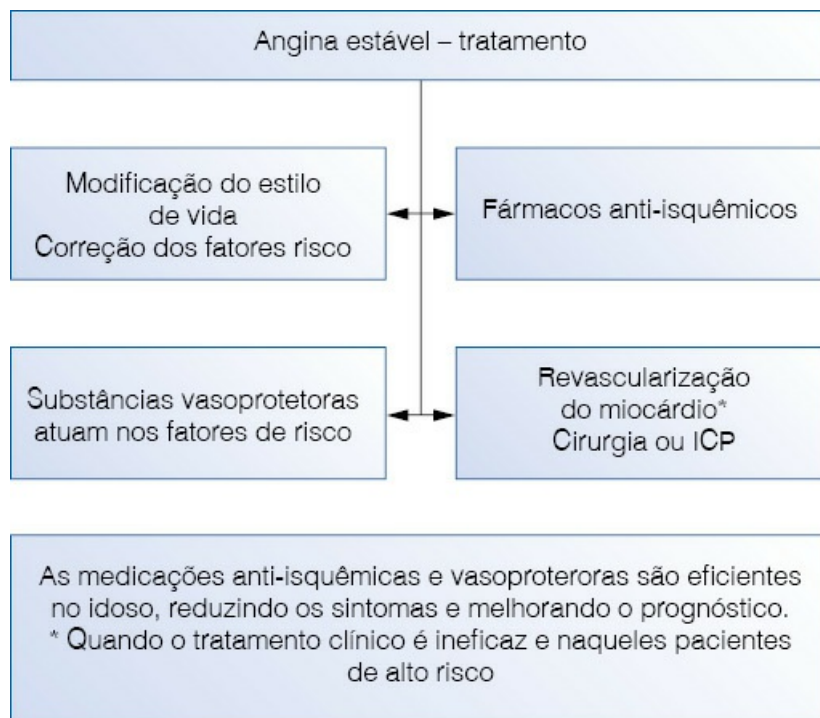 Angina estável – tratamento
Modificação do estilo
de vida
Correção dos fatores risco
Fármacos anti-isquêmicos
Substâncias vasoprotetoras
atuam nos fatores de risco
Revascularização
do miocárdio*
Cirurgia ou ICP
As medicações anti-isquêmicas e vasoproteroras são eficientes
no idoso, reduzindo os sintomas e melhorando o prognóstico.
* Quando o tratamento clínico é ineficaz e naqueles pacientes
de alto risco